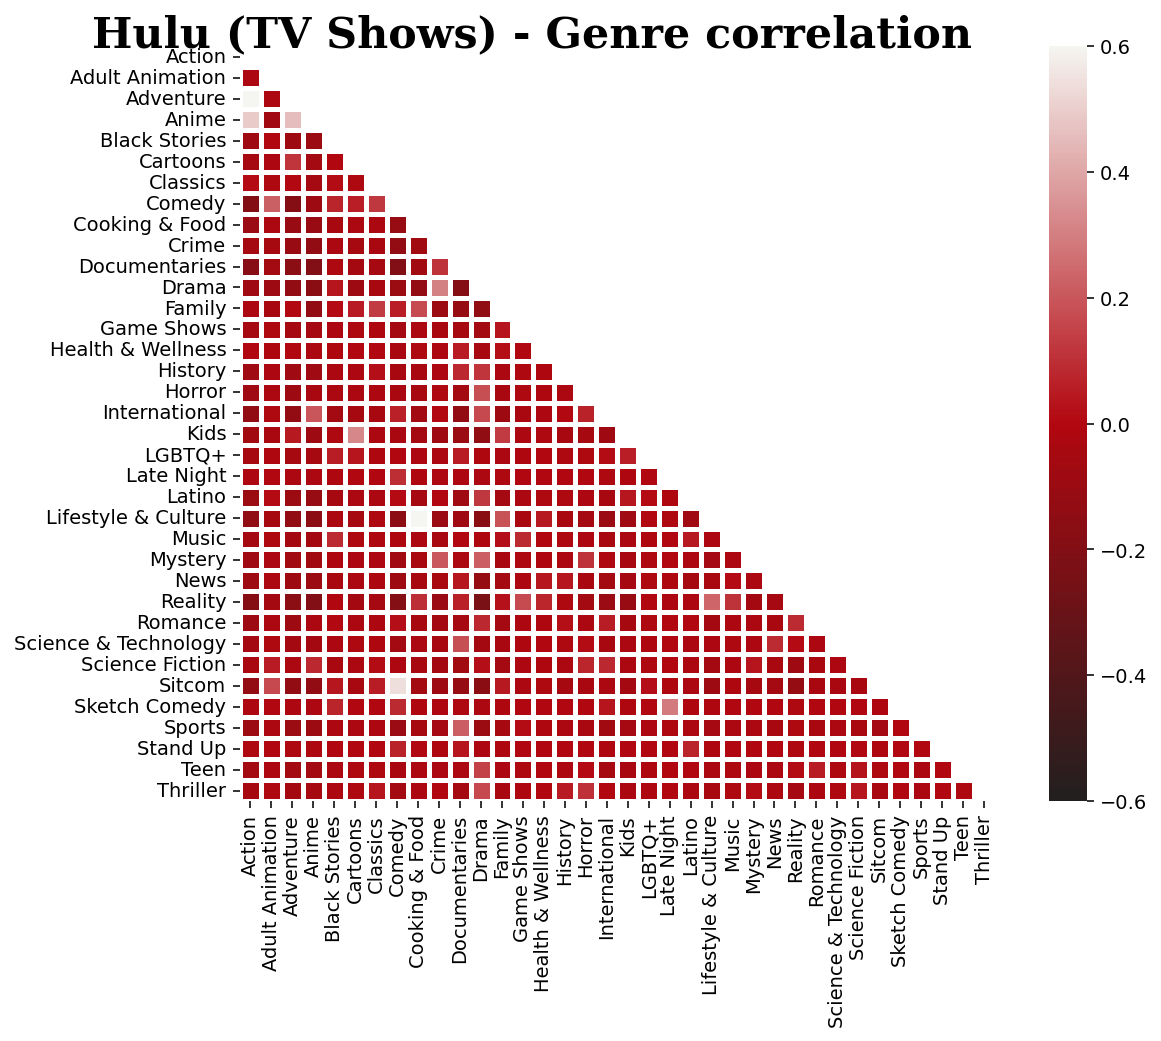 Hulu (TV Shows) - Genre correlation
Action
Adult Animation
Adventure
Anime
Black Stories
Cartoons
Classics
Comedy
Cooking & Food
Crime
Documentaries
Drama
Family
Game Shows
Health & Wellness
History
Horror
International
Kids
LGBTQ+
Late Night
Latino
Lifestyle & Culture
Music
Mystery
News
Reality
Romance
Science & Technology
Science Fiction
Sitcom
Sketch Comedy
Sports
Stand Up
Teen
Thriller
Action
Adult Animation
Adventure
Anime
Black Stories
Cartoons
Classics
Comedy
Cooking & Food
Crime
Documentaries
Drama
Family
Game Shows
Health & Wellness
History
Horror
International
Kids
LGBTQ+
Late Night
Latino
Lifestyle & Culture
Music
Mystery
News
Reality
Romance
Science & Technology
Science Fiction
Sitcom
Sketch Comedy
Sports
Stand Up
Teen
Thriller
0.6
0.4
0.2
0.0
−0.2
−0.4
−0.6